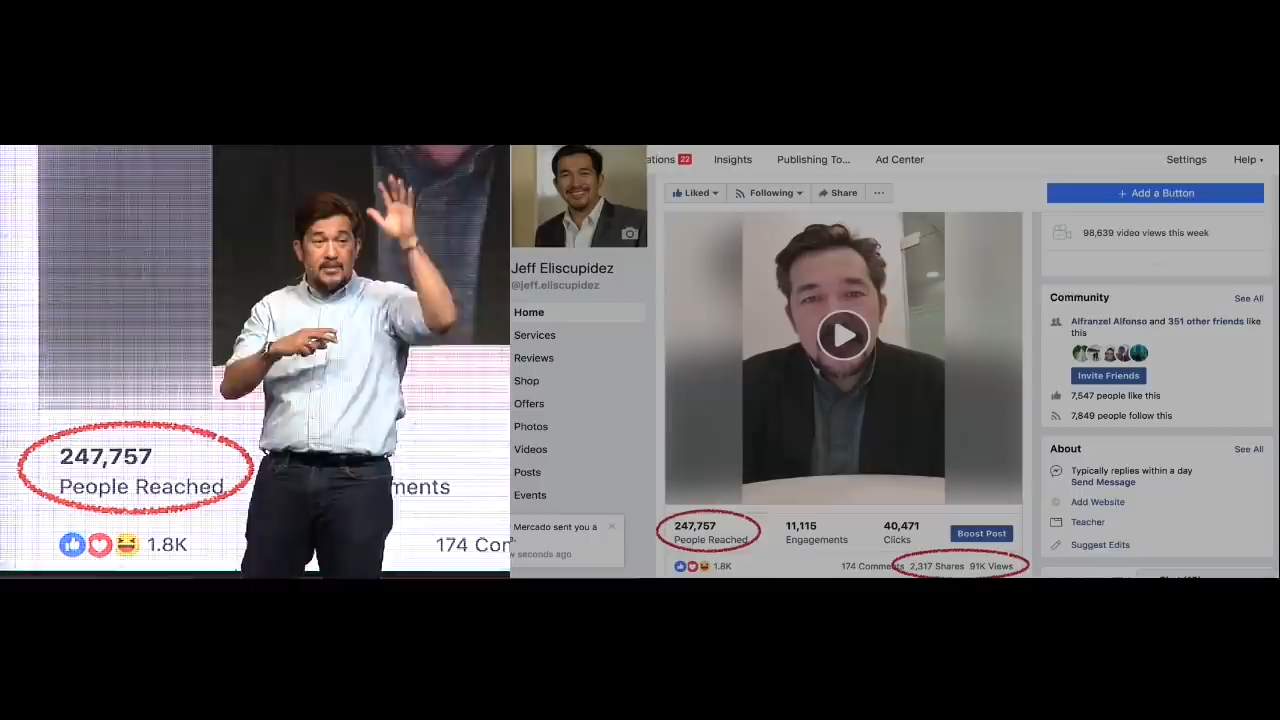 247,757
People Reached
ments
1.8K
174 Com
Jeff Eliscupidez
@jeff.eliscupidez
Home
Services
Reviews
Shop
Offers
Photos
Videos
Posts
Events
Mercado sent you a
w seconds ago
ations 22 Insights Publishing To... Ad Center Settings Help
Liked Following Share ...
+ Add a Button
247,757 11,115 40,471
People Reached Engagements Clicks
Boost Post
1.8K 174 Comments 2,317 Shares 91K Views
98,639 video views this week
Community See All
Alfranzel Alfonso and 351 other friends like
this
Invite Friends
7,547 people like this
7,849 people follow this
About See All
Typically replies within a day
Send Message
Add Website
Teacher
Suggest Edits